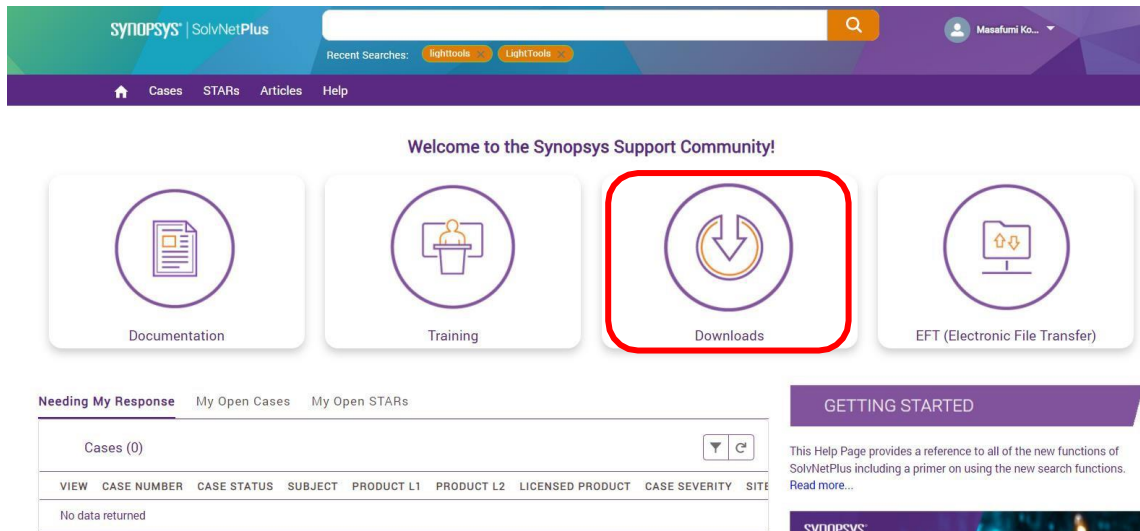 SYNOPSYS® | SolvNetPlus
Masafumi Ko...
Recent Searches: lighttools × LightTools ×
Cases STARs Articles Help
Welcome to the Synopsys Support Community!
Documentation Training Downloads EFT (Electronic File Transfer)
Needing My Response My Open Cases My Open STARs
GETTING STARTED
Cases (0)
This Help Page provides a reference to all of the new functions of
SolvNetPlus including a primer on using the new search functions.
Read more...
VIEW CASE NUMBER CASE STATUS SUBJECT PRODUCT L1 PRODUCT L2 LICENSED PRODUCT CASE SEVERITY SITE
No data returned
SYNOPSYS®